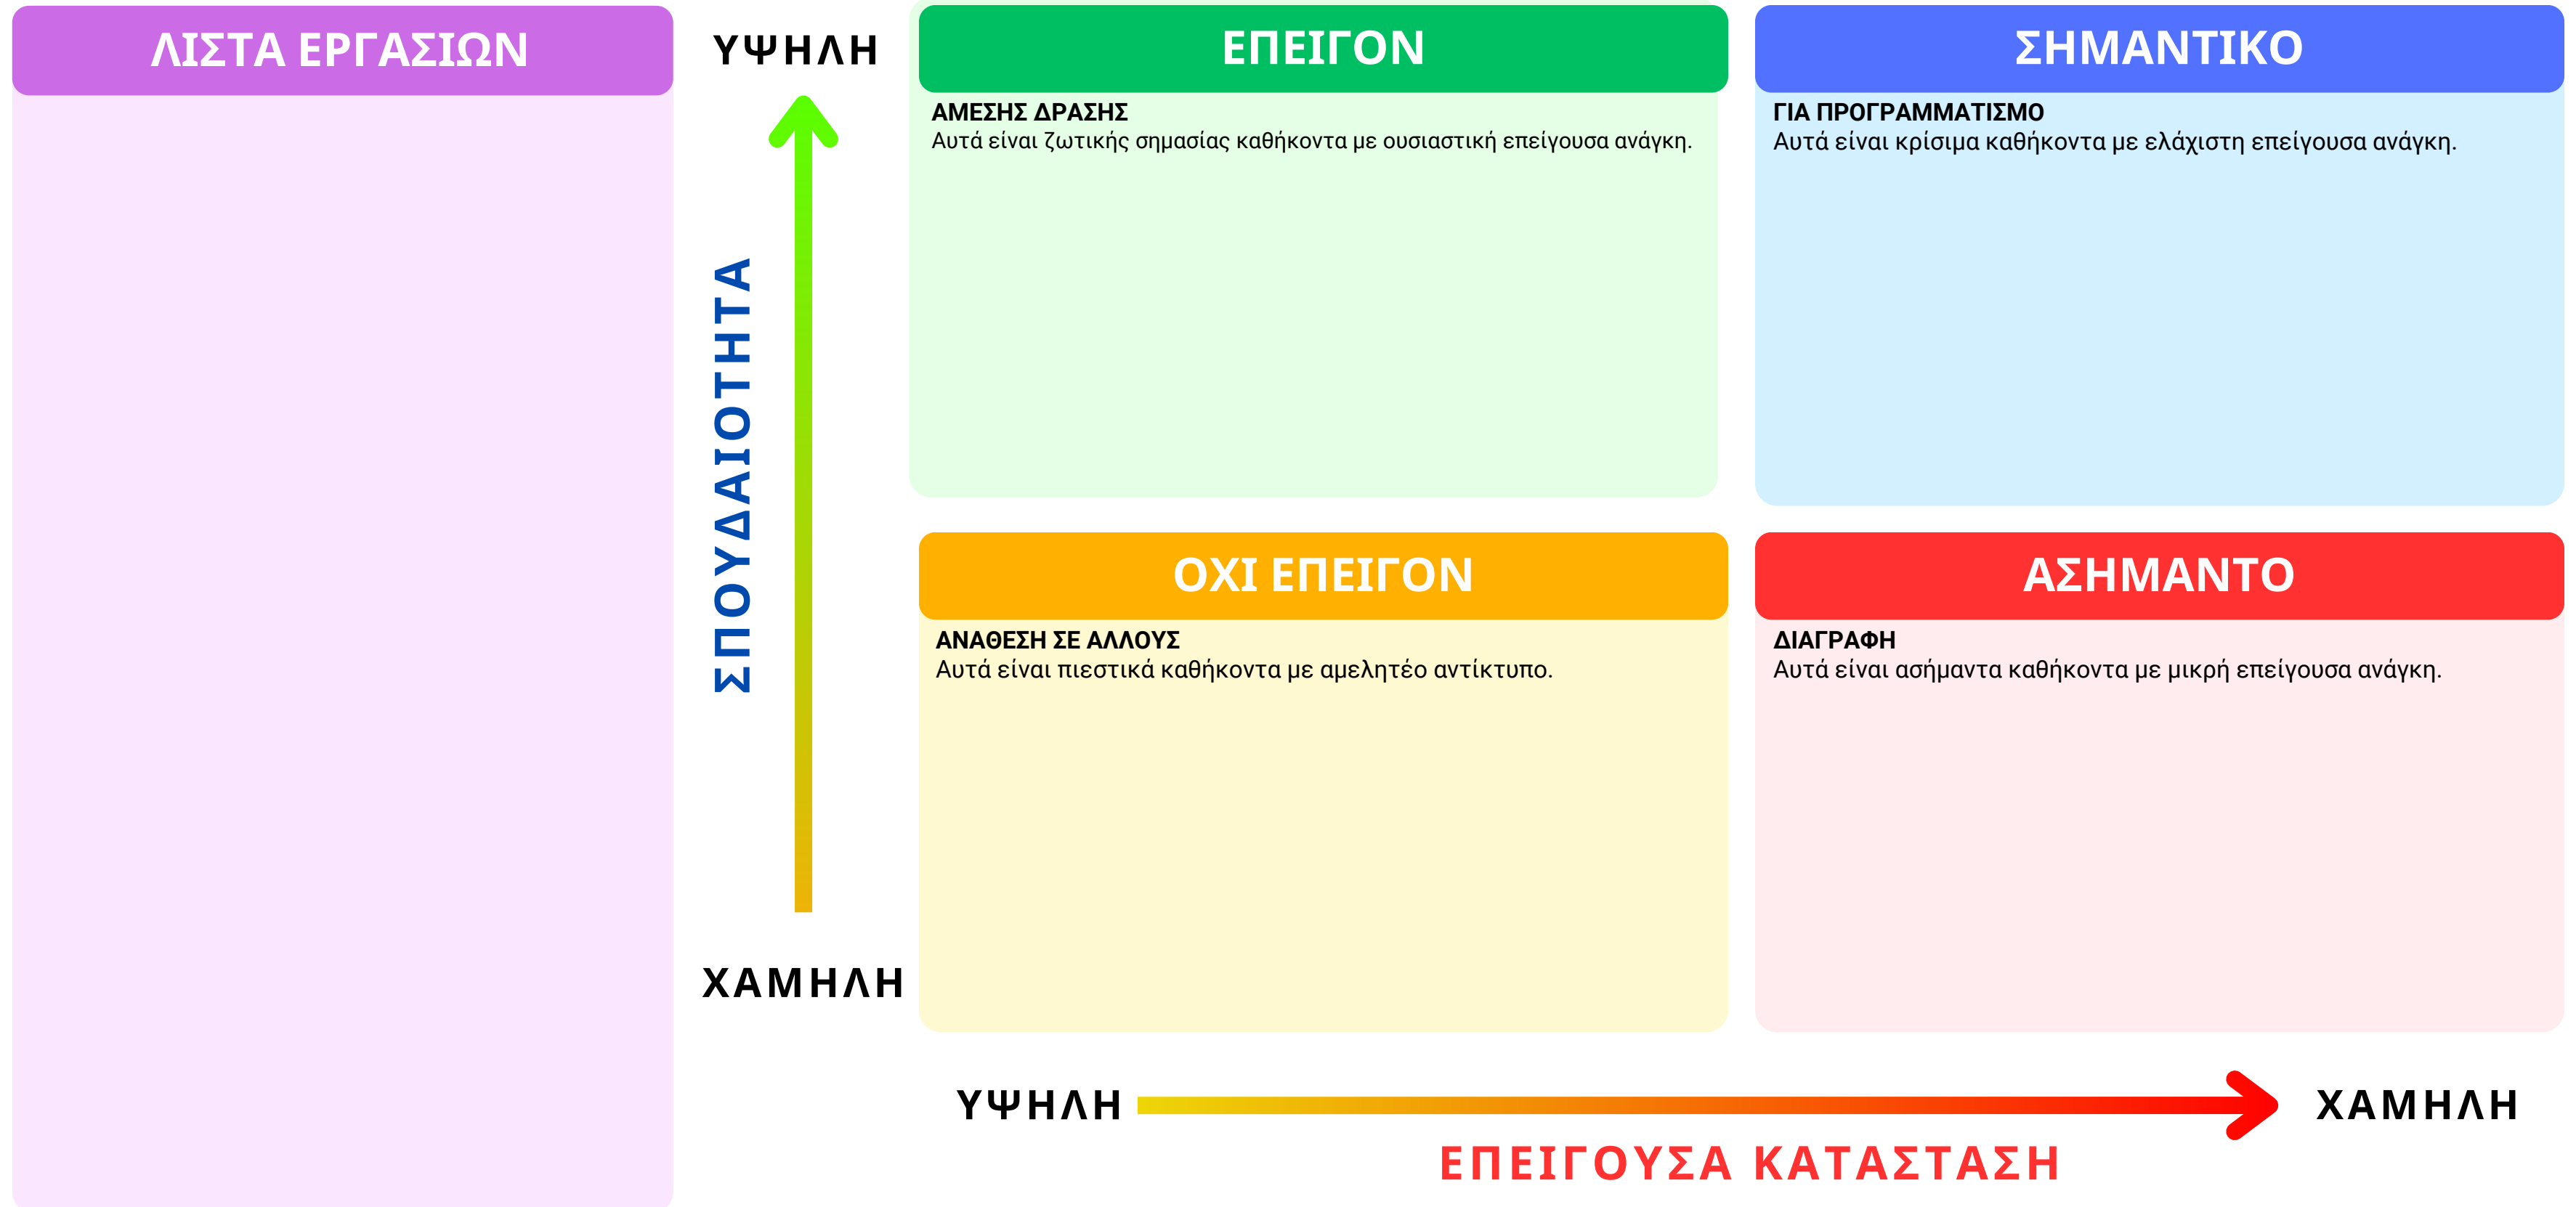 ΛΙΣΤΑ ΕΡΓΑΣΙΩΝ
ΥΨΗΛΗ
ΣΠΟΥΔΑΙΟΤΗΤΑ
ΧΑΜΗΛΗ
ΕΠΕΙΓΟΝ
ΑΜΕΣΗΣ ΔΡΑΣΗΣ
Αυτά είναι ζωτικής σημασίας καθήκοντα με ουσιαστική επείγουσα ανάγκη.
ΣΗΜΑΝΤΙΚΟ
ΓΙΑ ΠΡΟΓΡΑΜΜΑΤΙΣΜΟ
Αυτά είναι κρίσιμα καθήκοντα με ελάχιστη επείγουσα ανάγκη.
ΟΧΙ ΕΠΕΙΓΟΝ
ΑΝΑΘΕΣΗ ΣΕ ΑΛΛΟΥΣ
Αυτά είναι πιεστικά καθήκοντα με αμελητέο αντίκτυπο.
ΑΣΗΜΑΝΤΟ
ΔΙΑΓΡΑΦΗ
Αυτά είναι ασήμαντα καθήκοντα με μικρή επείγουσα ανάγκη.
ΥΨΗΛΗ
ΧΑΜΗΛΗ
ΕΠΕΙΓΟΥΣΑ ΚΑΤΑΣΤΑΣΗ